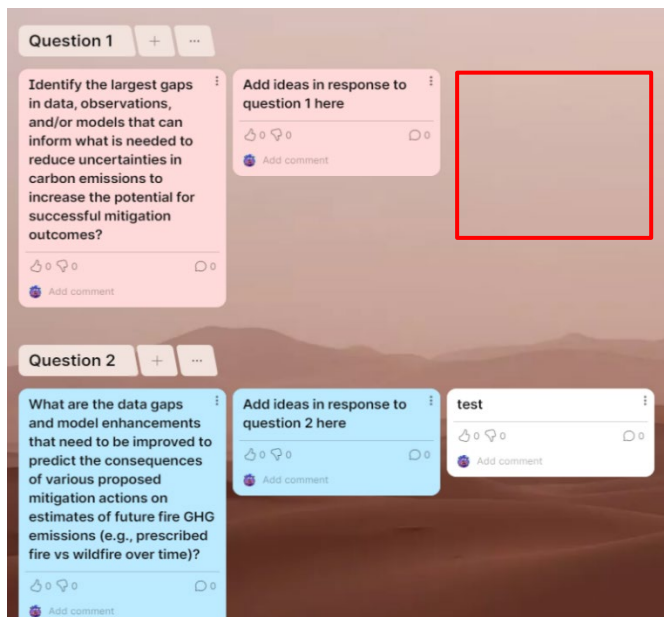 Question 1
+
...
Identify the largest gaps
in data, observations,
and/or models that can
inform what is needed to
reduce uncertainties in
carbon emissions to
increase the potential for
successful mitigation
outcomes?
0 0 0
Add comment
Add ideas in response to
question 1 here
0 0 0
Add comment
Question 2
+
...
What are the data gaps
and model enhancements
that need to be improved to
predict the consequences
of various proposed
mitigation actions on
estimates of future fire GHG
emissions (e.g., prescribed
fire vs wildfire over time)?
0 0 0
Add comment
Add ideas in response to
question 2 here
0 0 0
Add comment
test
0 0 0
Add comment